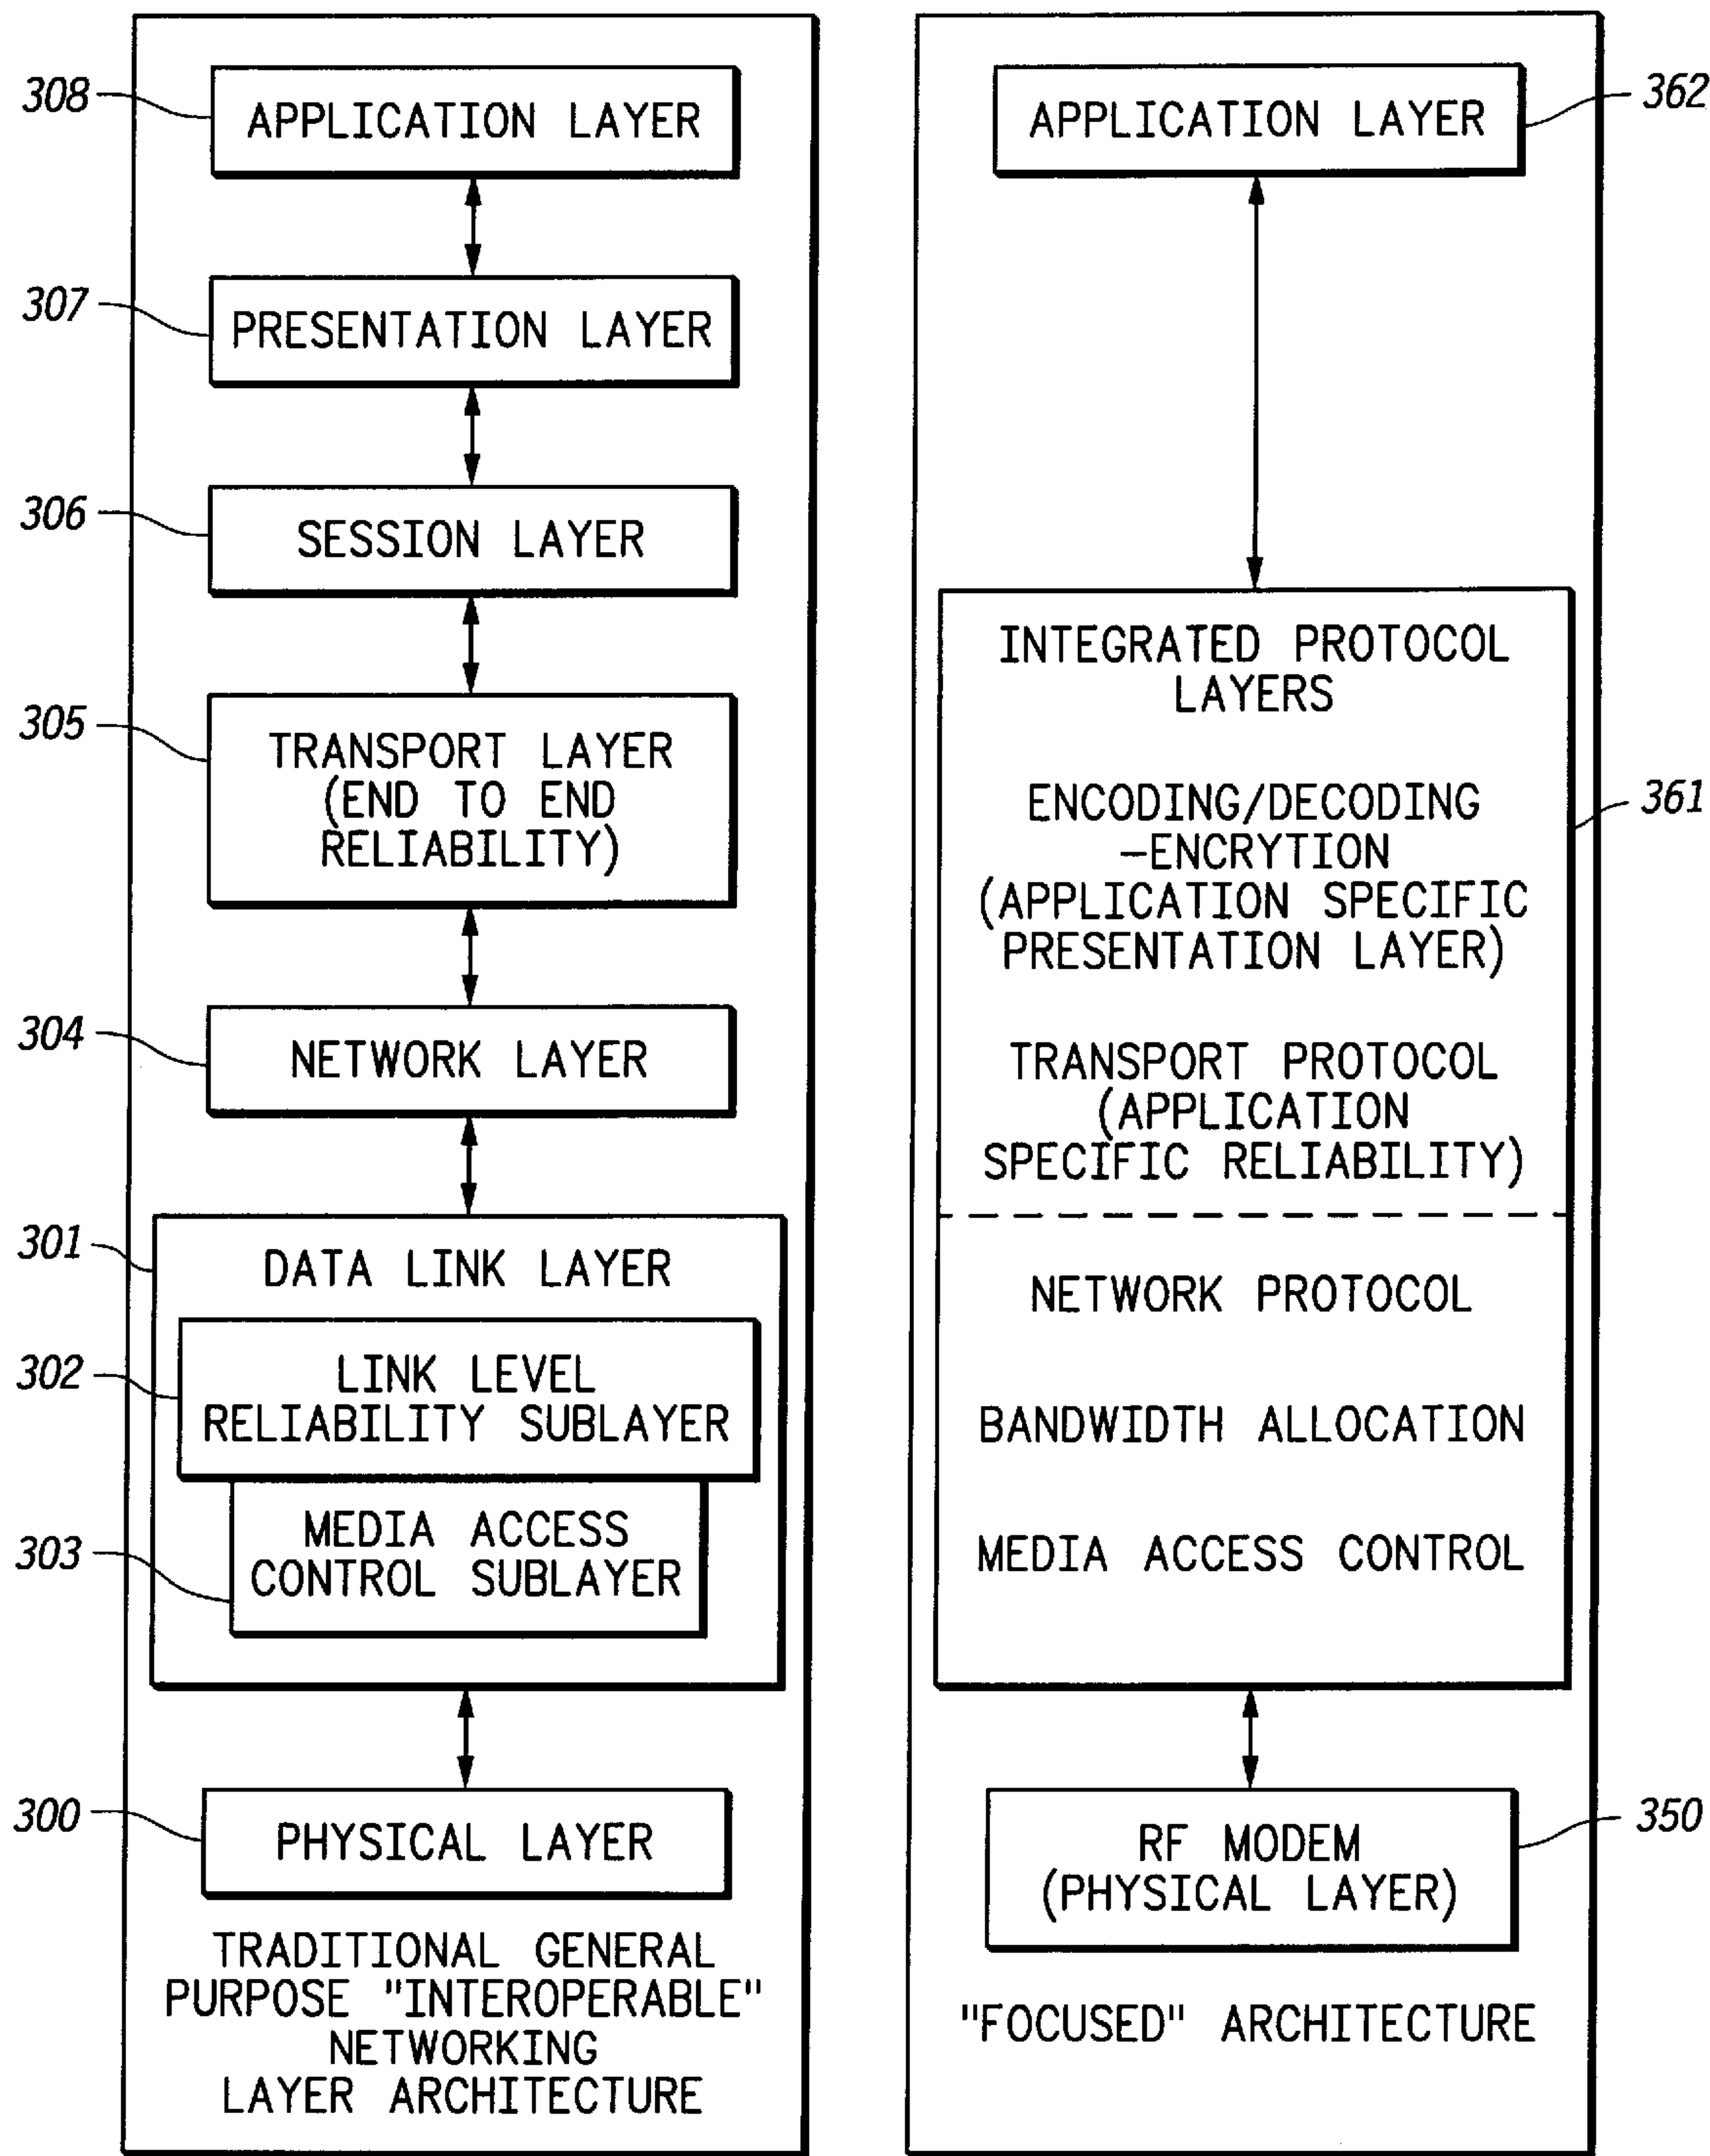 308
APPLICATION LAYER
307
PRESENTATION LAYER
306
SESSION LAYER
305
TRANSPORT LAYER
(END TO END
RELIABILITY)
304
NETWORK LAYER
301
DATA LINK LAYER
302
LINK LEVEL
RELIABILITY SUBLAYER
303
MEDIA ACCESS
CONTROL SUBLAYER
300
PHYSICAL LAYER
TRADITIONAL GENERAL
PURPOSE "INTEROPERABLE"
NETWORKING
LAYER ARCHITECTURE
APPLICATION LAYER
362
INTEGRATED PROTOCOL
LAYERS
361
ENCODING/DECODING
-ENCRYTION
(APPLICATION SPECIFIC
PRESENTATION LAYER)
TRANSPORT PROTOCOL
(APPLICATION
SPECIFIC RELIABILITY)
NETWORK PROTOCOL
BANDWIDTH ALLOCATION
MEDIA ACCESS CONTROL
RF MODEM
(PHYSICAL LAYER)
350
"FOCUSED" ARCHITECTURE